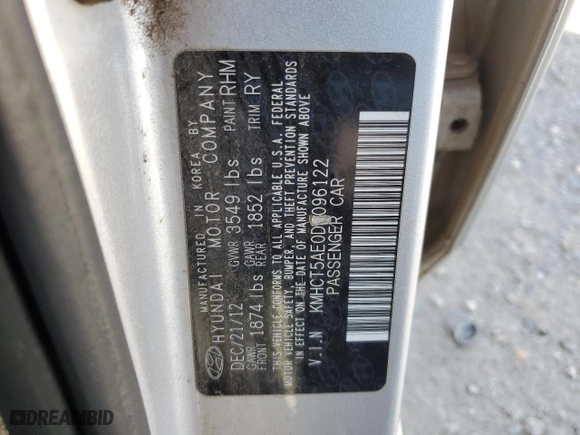 MANUFACTURED IN KOREA BY
HYUNDAI MOTOR COMPANY
DEC/21/12 GVWR 3549 lbs PAINT RHM
GAWR FRONT 1874 lbs GAWR REAR 1852 lbs TRIM RY
THIS VEHICLE CONFORMS TO ALL APPLICABLE U.S.A. FEDERAL
MOTOR VEHICLE SAFETY, BUMPER, AND THEFT PREVENTION STANDARDS
IN EFFECT ON THE DATE OF MANUFACTURE SHOWN ABOVE
V.I.N KMHCT5AE0DU096122
PASSENGER CAR
DREAMBID